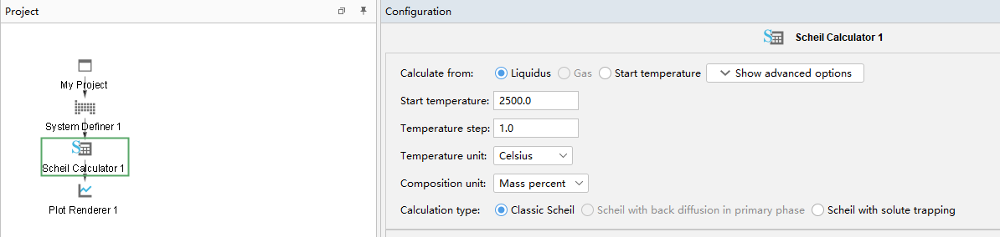 Project
Configuration
Scheil Calculator 1
My Project
System Definer 1
Scheil Calculator 1
Plot Renderer 1
Calculate from: Liquidus Gas Start temperature Show advanced options
Start temperature: 2500.0
Temperature step: 1.0
Temperature unit: Celsius
Composition unit: Mass percent
Calculation type: Classic Scheil Scheil with back diffusion in primary phase Scheil with solute trapping